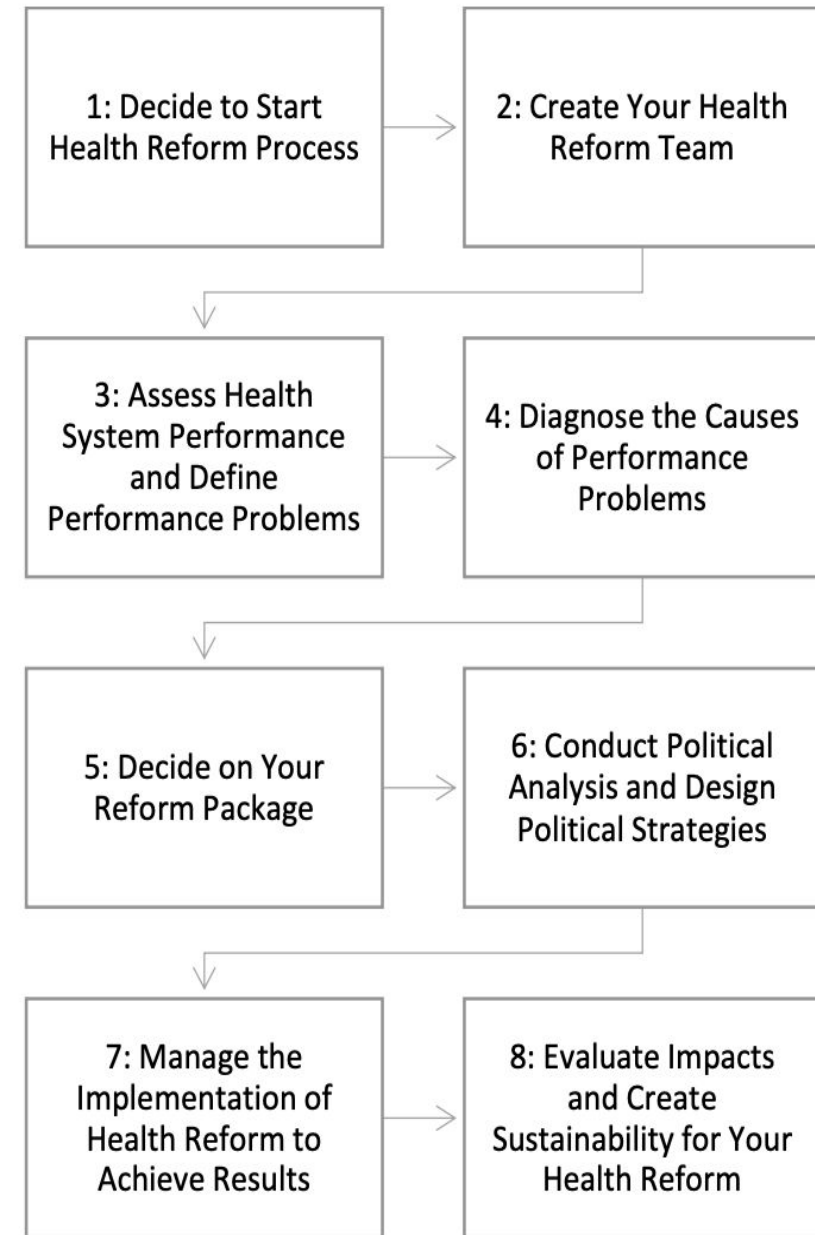 1: Decide to Start
Health Reform Process
2: Create Your Health
Reform Team
3: Assess Health
System Performance
and Define
Performance Problems
4: Diagnose the Causes
of Performance
Problems
5: Decide on Your
Reform Package
6: Conduct Political
Analysis and Design
Political Strategies
7: Manage the
Implementation of
Health Reform to
Achieve Results
8: Evaluate Impacts
and Create
Sustainability for Your
Health Reform